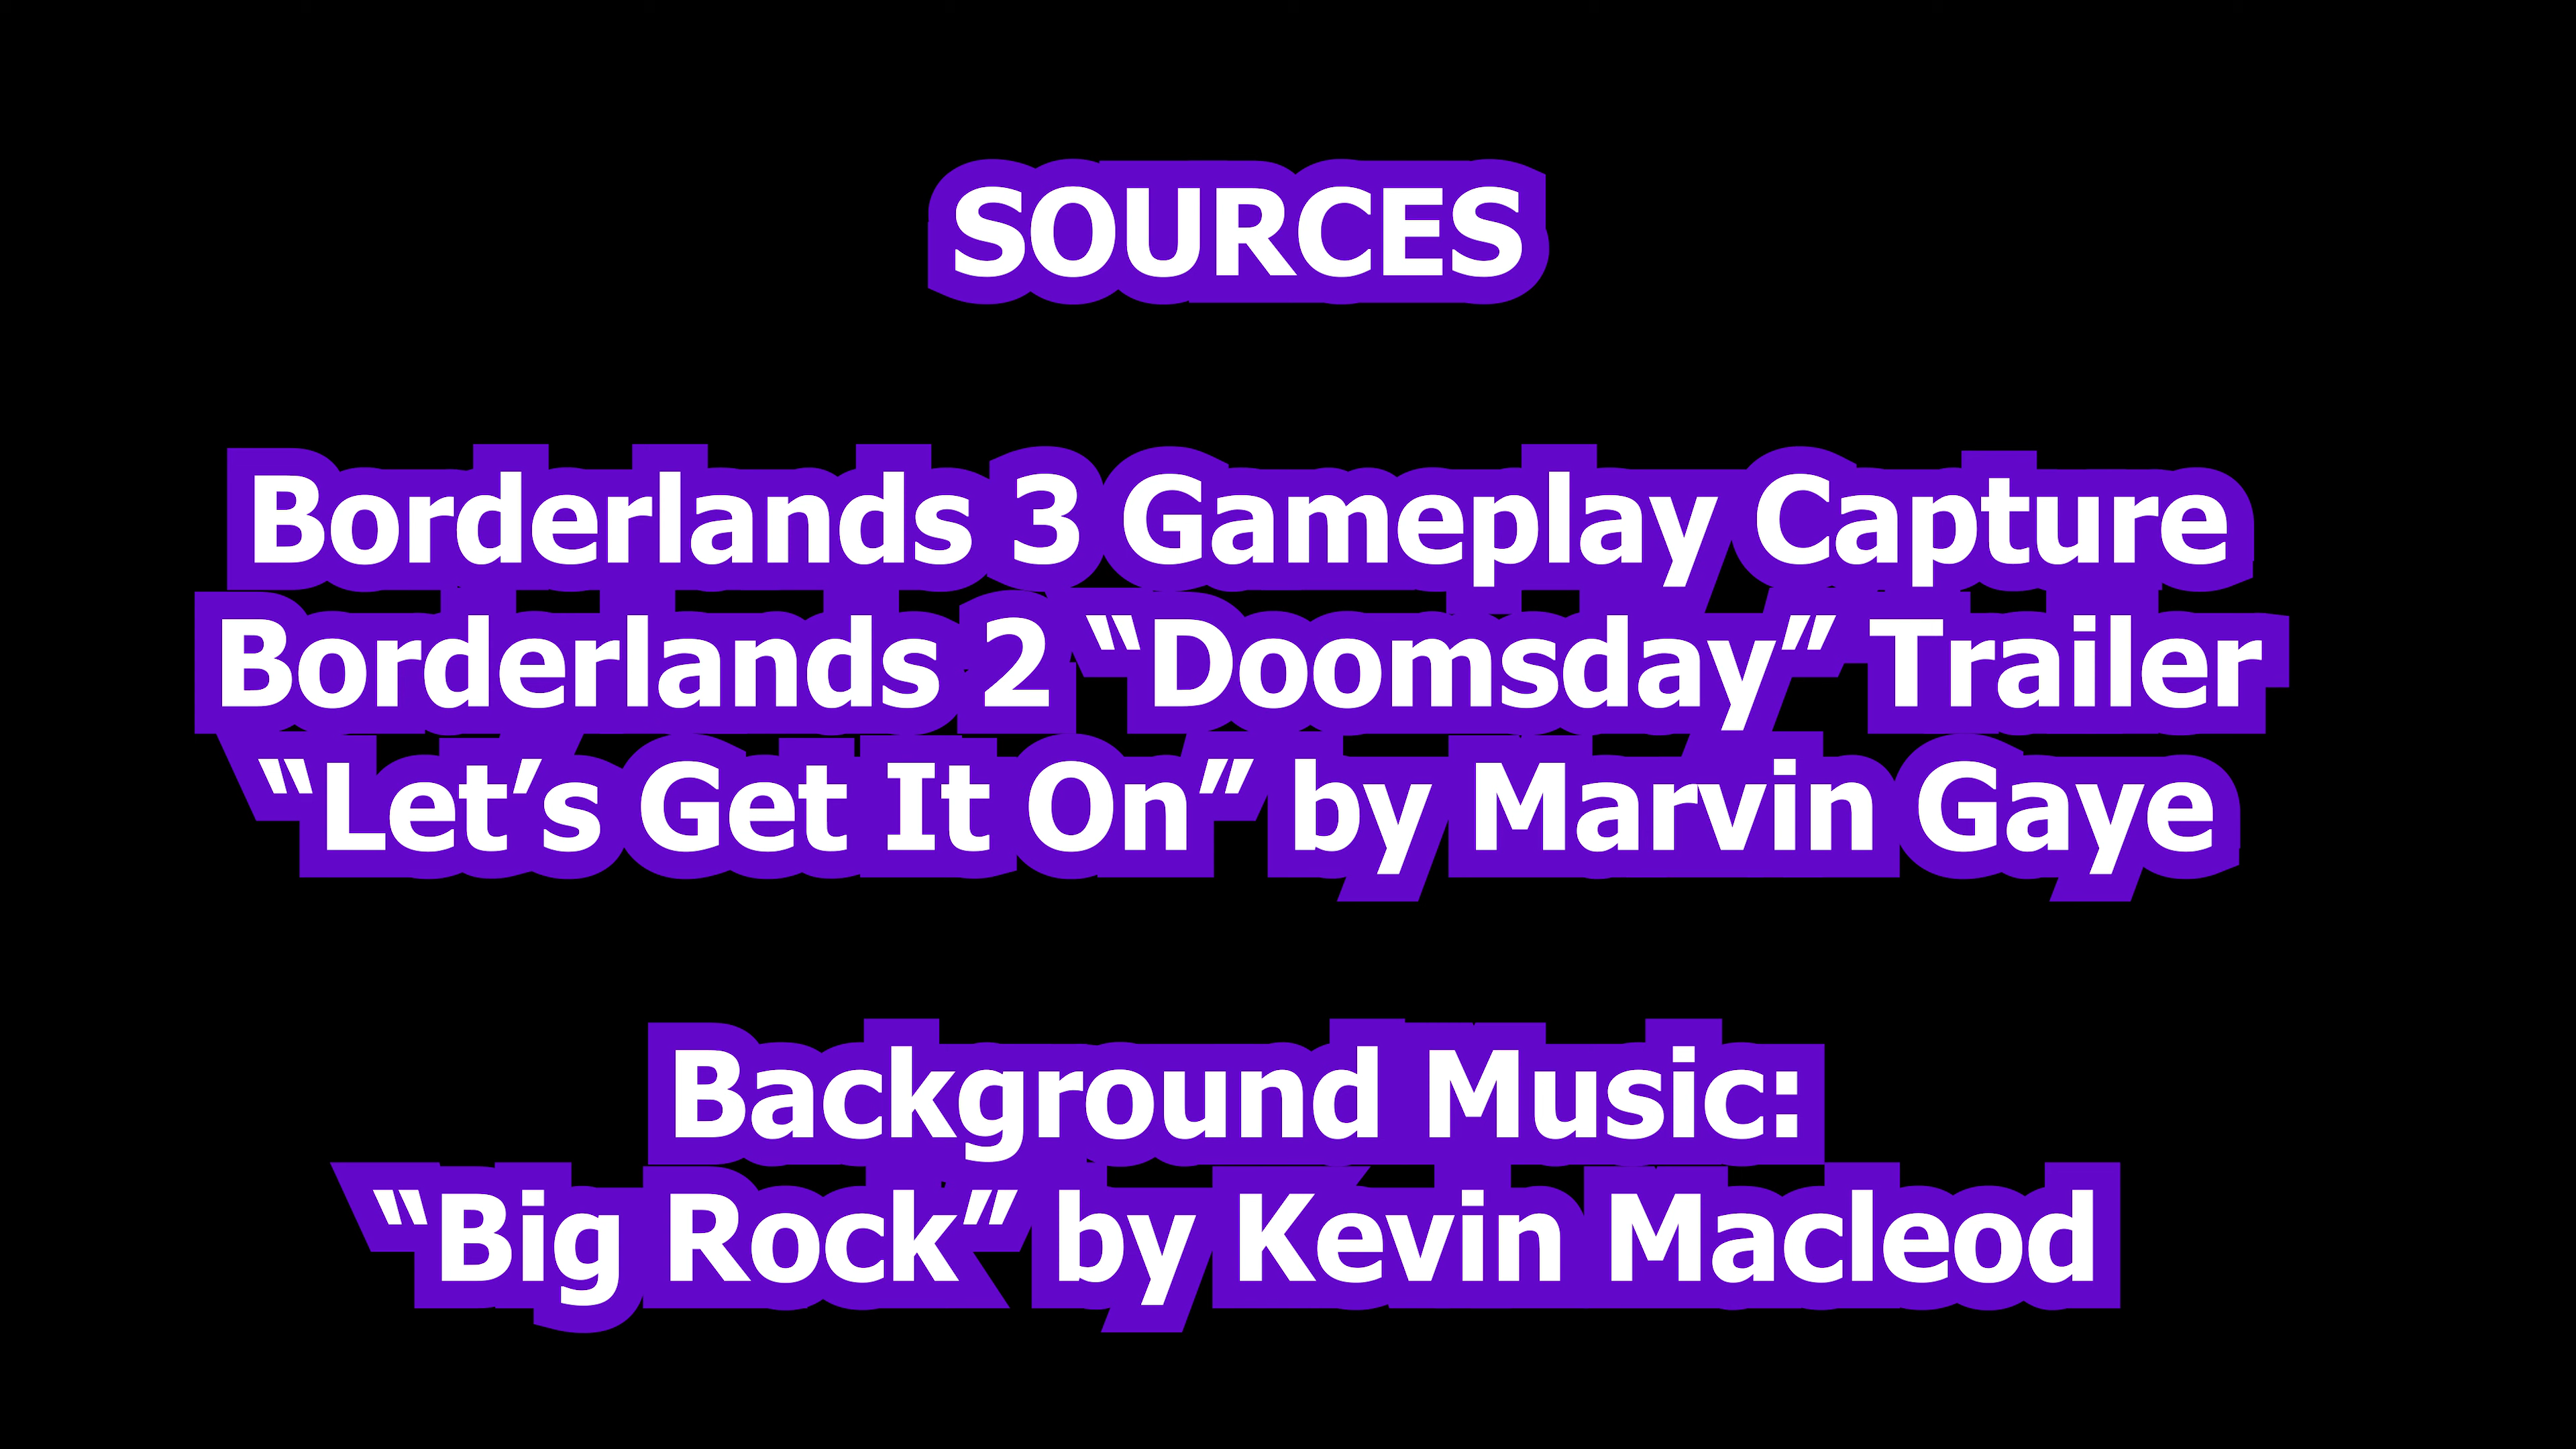 SOURCES
Borderlands 3 Gameplay Capture
Borderlands 2 “Doomsday” Trailer
“Let’s Get It On” by Marvin Gaye
Background Music:
“Big Rock” by Kevin Macleod